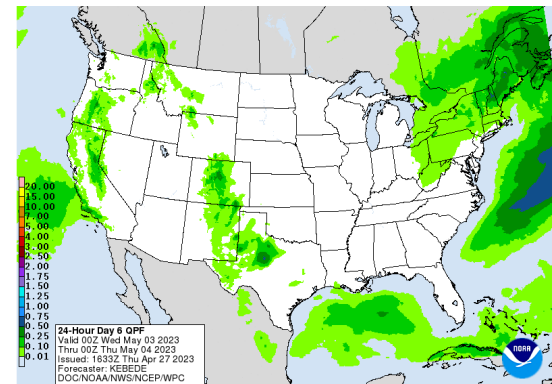 20.00
15.00
10.00
7.00
5.00
4.00
3.00
2.50
2.00
1.75
1.50
1.25
1.00
0.75
0.50
0.25
0.10
0.01
24-Hour Day 6 QPF
Valid 00Z Wed May 03 2023
Thru 00Z Thu May 04 2023
Issued: 1633Z Thu Apr 27 2023
Forecaster: KEBEDE
DOC/NOAA/NWS/NCEP/WPC
NOAA